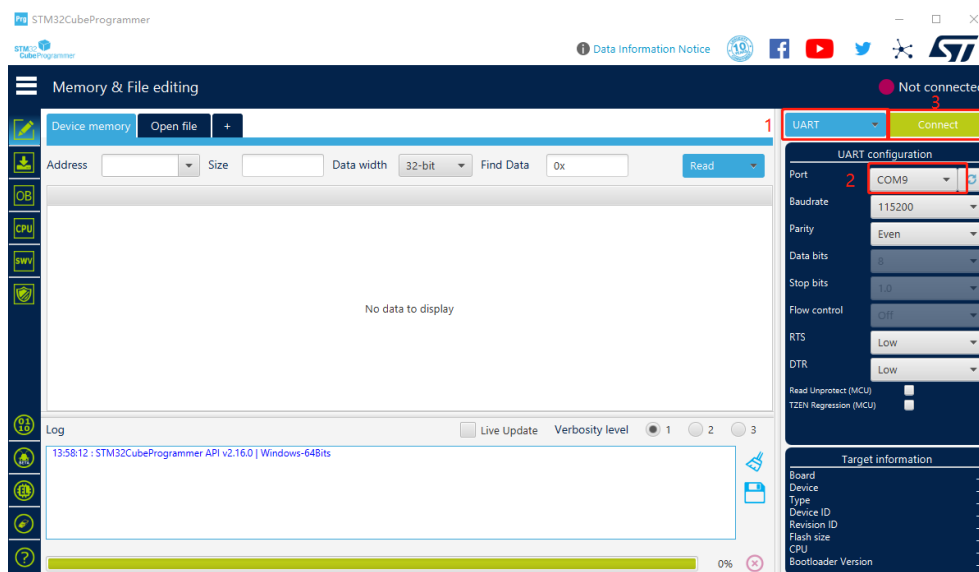 Prg STM32CubeProgrammer
STM32 CubeProgrammer
Data Information Notice
Memory & File editing
Not connected
3
Device memory Open file +
1 UART Connect
Address Size Data width 32-bit Find Data 0x Read
UART configuration
Port 2 COM9
Baudrate 115200
Parity Even
Data bits 8
Stop bits 1.0
Flow control Off
RTS Low
DTR Low
Read Unprotect (MCU)
TZEN Regression (MCU)
OB
CPU
SWV
No data to display
Log Live Update Verbosity level 1 2 3
13:58:12 : STM32CubeProgrammer API v2.16.0 | Windows-64Bits
0%
Target information
Board
Device
Type
Device ID
Revision ID
Flash size
CPU
Bootloader Version
EL
?